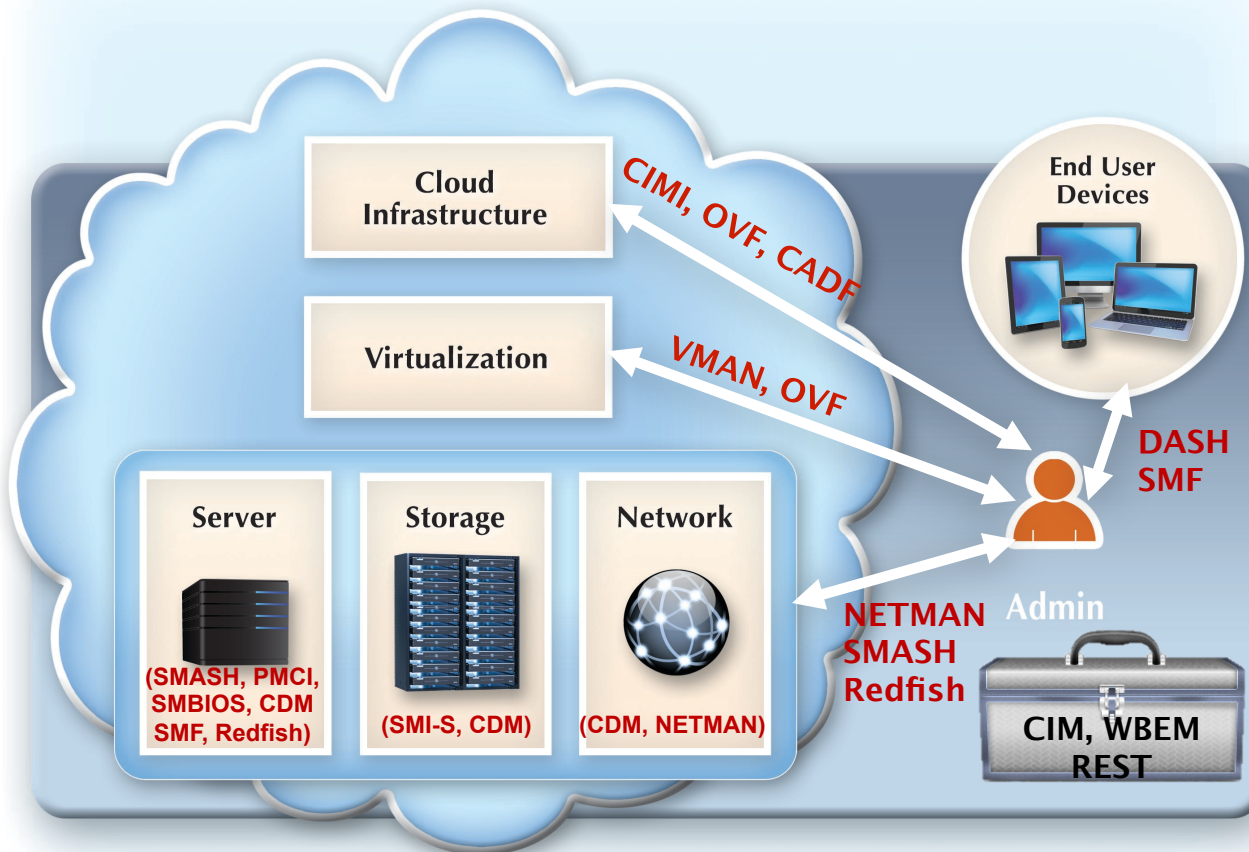 Cloud
Infrastructure
CIMI, OVF, CADF
End User
Devices
Virtualization
VMAN, OVF
DASH
SMF
Server
(SMASH, PMCI,
SMBIOS, CDM
SMF, Redfish)
Storage
(SMI-S, CDM)
Network
(CDM, NETMAN)
NETMAN
SMASH
Redfish
Admin
CIM, WBEM
REST